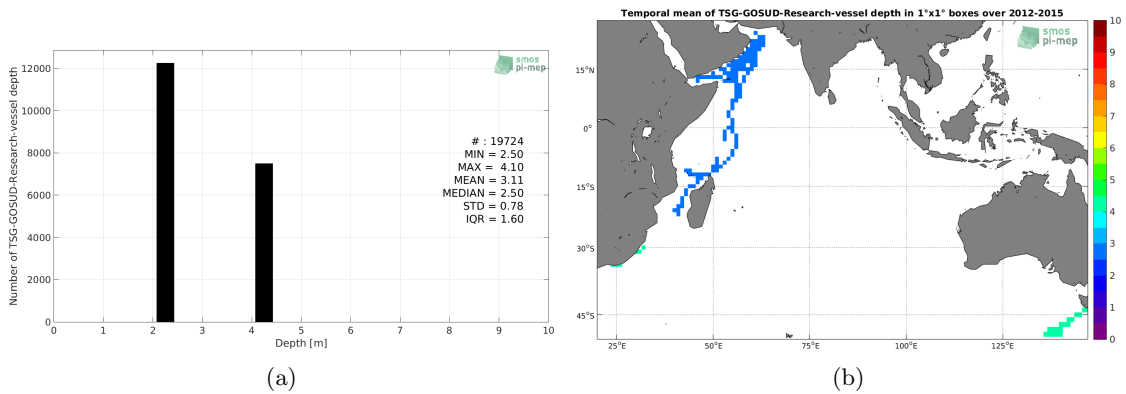 smos
pi-mep
Number of TSG-GOSUD-Research-vessel depth
12000
10000
8000
6000
4000
2000
0
# : 19724
MIN = 2.50
MAX = 4.10
MEAN = 3.11
MEDIAN = 2.50
STD = 0.78
IQR = 1.60
0 1 2 3 4 5 6 7 8 9 10
Depth [m]
(a)
Temporal mean of TSG-GOSUD-Research-vessel depth in 1°x1° boxes over 2012-2015
smos
pi-mep
15°N
0°
15°S
30°S
45°S
25°E 50°E 75°E 100°E 125°E
10
9
8
7
6
5
4
3
2
1
0
(b)